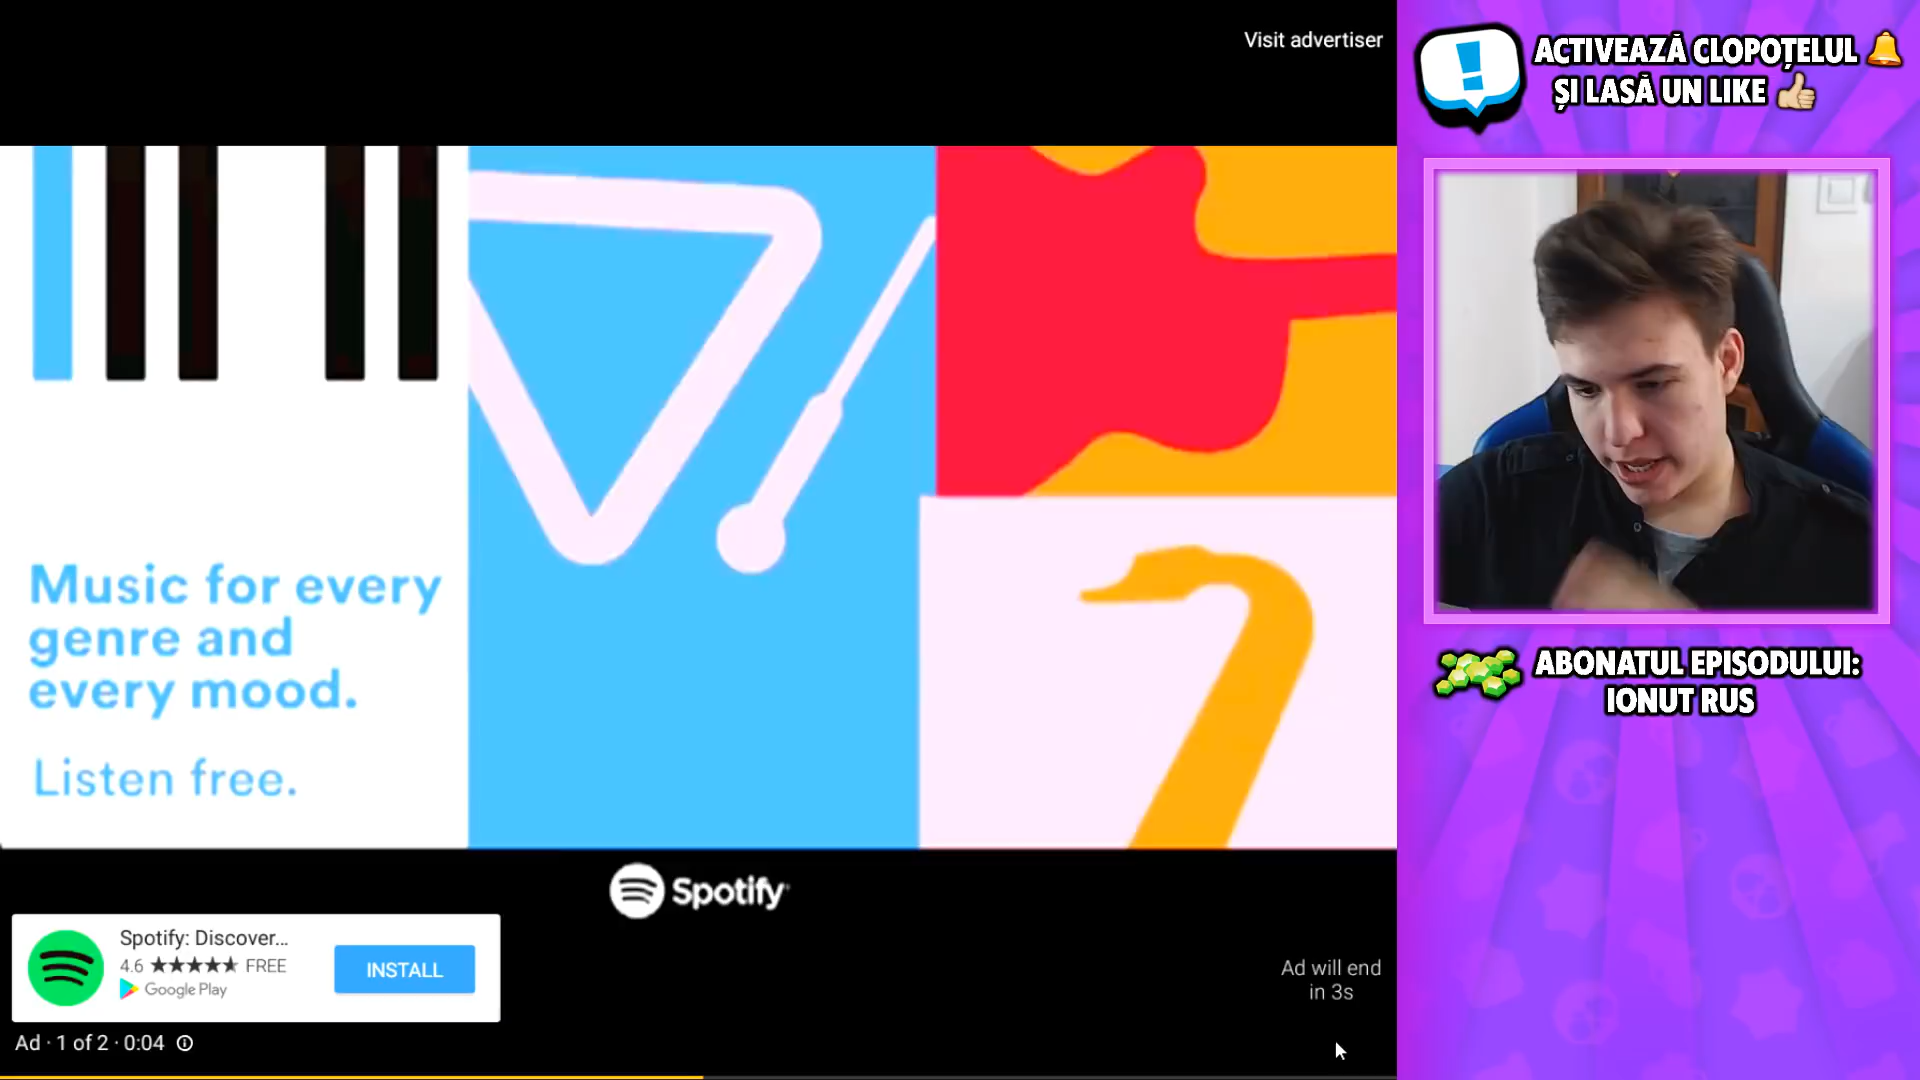 Visit advertiser
ACTIVEAZĂ CLOPOȚELUL
ȘI LASĂ UN LIKE
Music for every
genre and
every mood.
Listen free.
ABONATUL EPISODULUI:
IONUT RUS
Spotify
Spotify: Discover...
4.6 FREE
Google Play
INSTALL
Ad will end
in 3s
Ad · 1 of 2 · 0:04